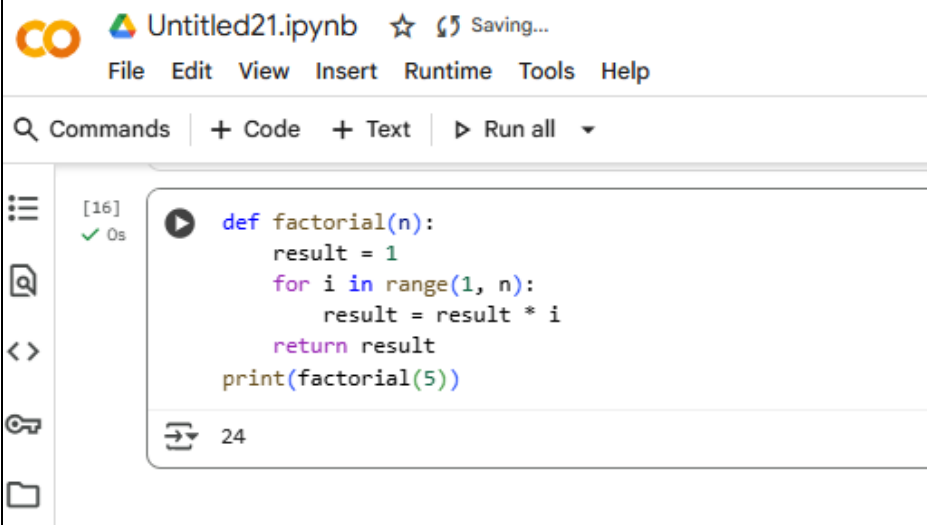 Untitled21.ipynb Saving...
File Edit View Insert Runtime Tools Help
Commands + Code + Text Run all
[16]
0s
def factorial(n):
    result = 1
    for i in range(1, n):
        result = result * i
    return result
print(factorial(5))
24